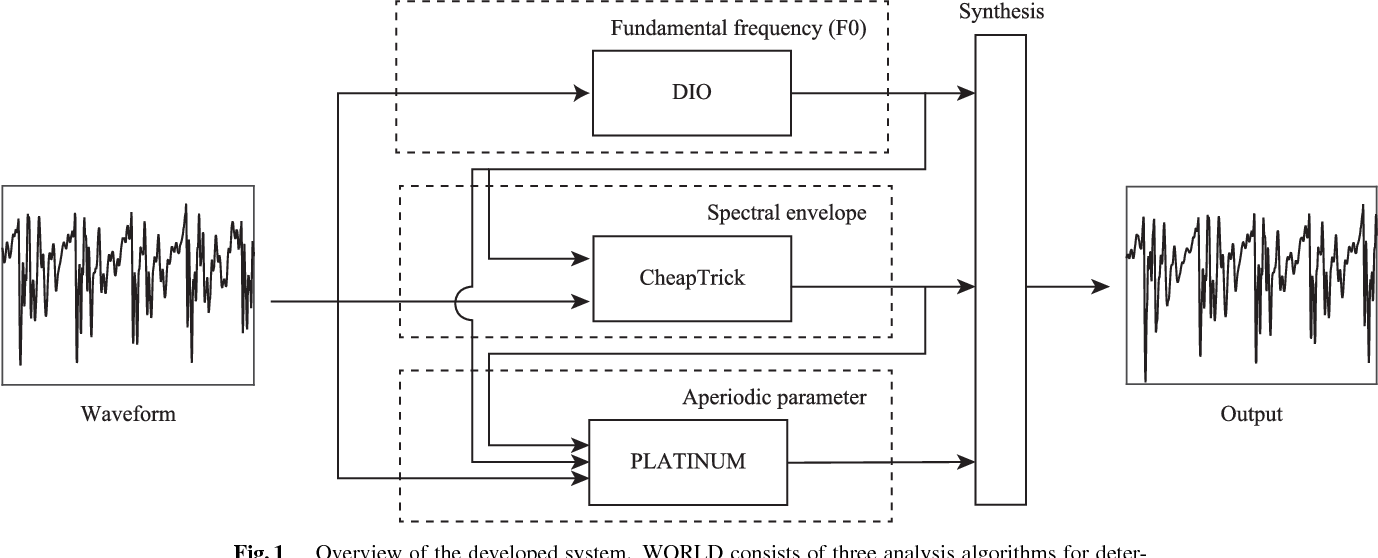 Synthesis
Fundamental frequency (F0)
DIO
Spectral envelope
CheapTrick
Waveform
Output
Aperiodic parameter
PLATINUM
Fig. 1 Overview of the developed system. WORLD consists of three analysis algorithms for deter-